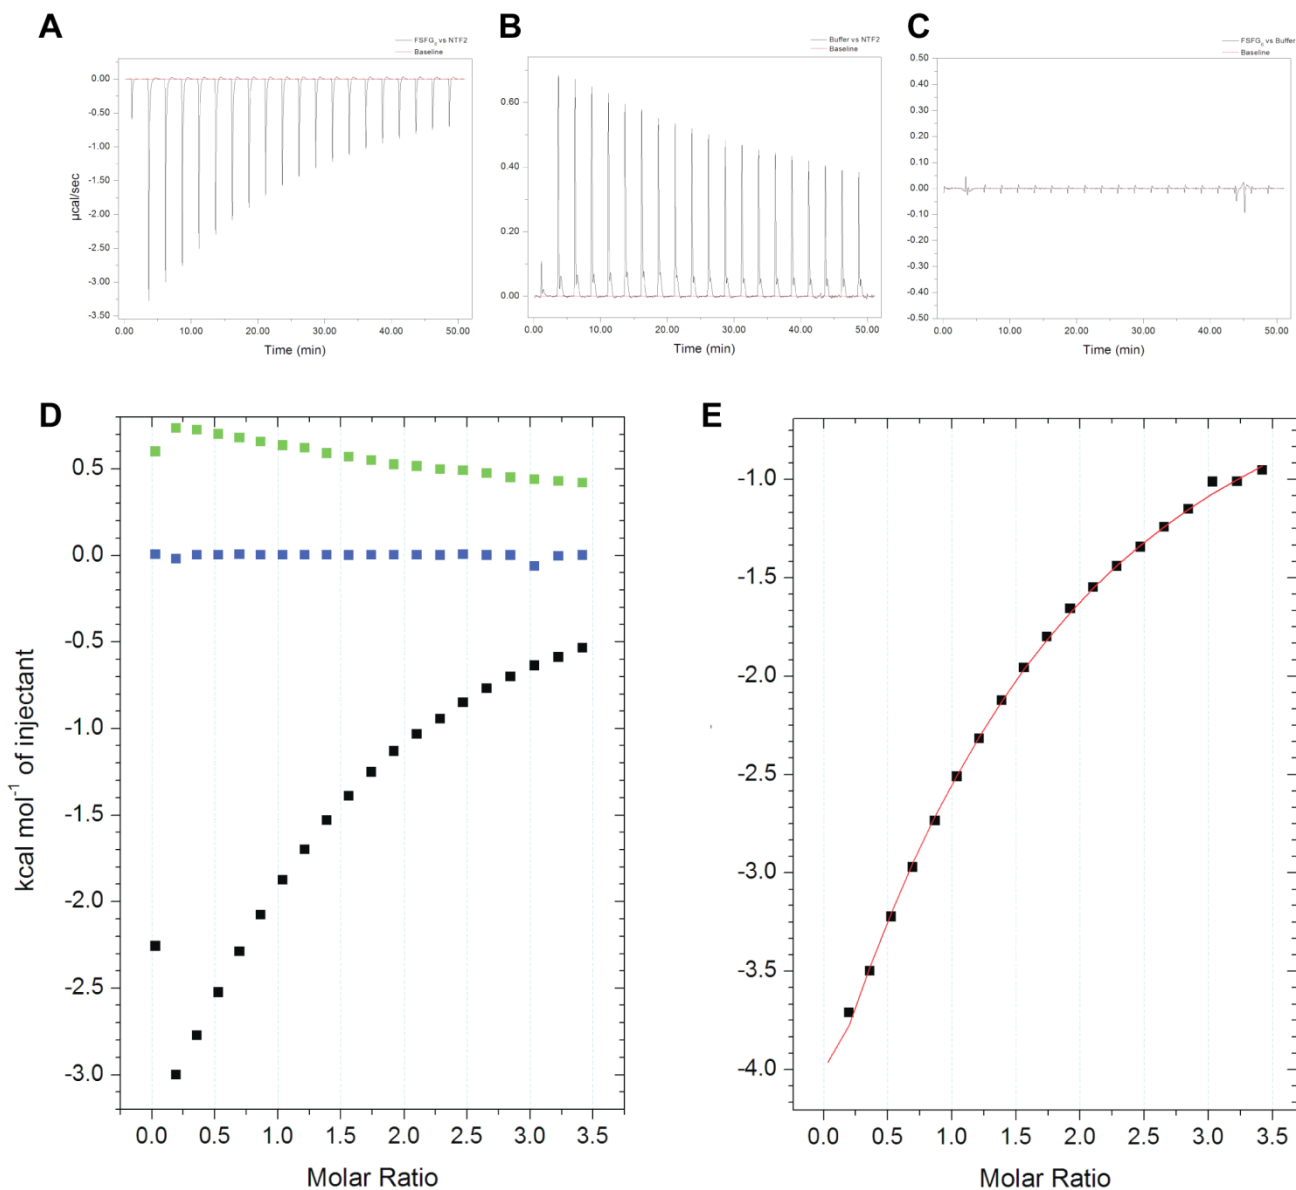 A
FSFG6 vs NTF2
Baseline
0.00
-0.50
-1.00
-1.50
-2.00
-2.50
-3.00
-3.50
µcal/sec
0.00 10.00 20.00 30.00 40.00 50.00
Time (min)
B
Buffer vs NTF2
Baseline
0.60
0.40
0.20
0.00
0.00 10.00 20.00 30.00 40.00 50.00
Time (min)
C
FSFG6 vs Buffer
Baseline
0.50
0.40
0.30
0.20
0.10
0.00
-0.10
-0.20
-0.30
-0.40
-0.50
0.00 10.00 20.00 30.00 40.00 50.00
Time (min)
D
0.5
0.0
-0.5
-1.0
-1.5
-2.0
-2.5
-3.0
kcal mol⁻¹ of injectant
0.0 0.5 1.0 1.5 2.0 2.5 3.0 3.5
Molar Ratio
E
-1.0
-1.5
-2.0
-2.5
-3.0
-3.5
-4.0
0.0 0.5 1.0 1.5 2.0 2.5 3.0 3.5
Molar Ratio